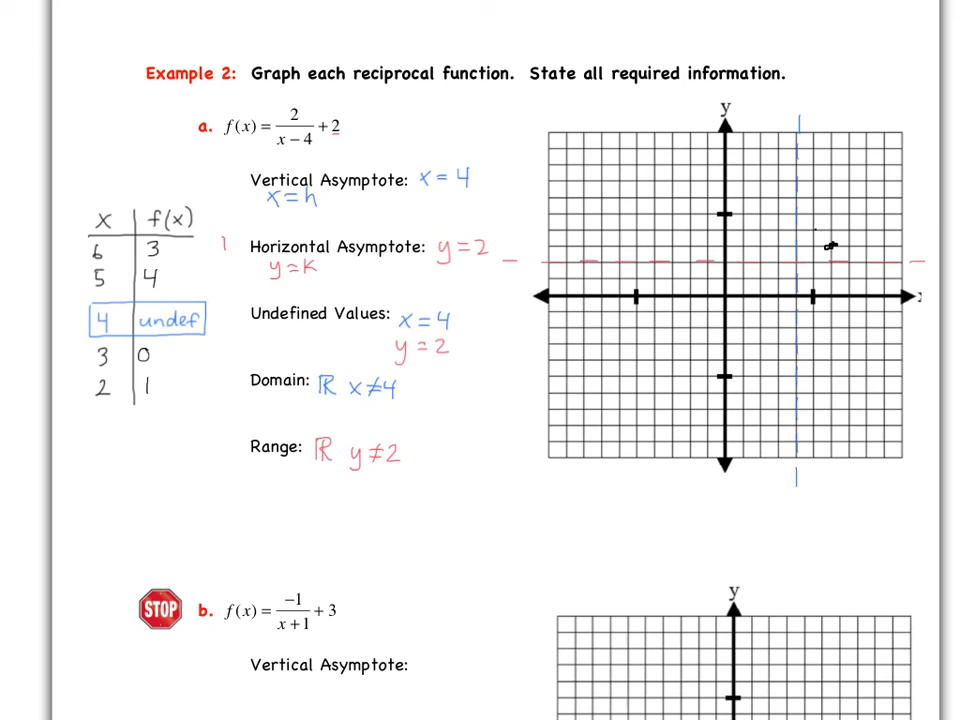 Example 2: Graph each reciprocal function. State all required information.
a. f(x) = 2/(x − 4) + 2
Vertical Asymptote: x = 4
x = h
x | f(x)
6 | 3
5 | 4
4 | undef
3 | 0
2 | 1
1
Horizontal Asymptote: y = 2
y = K
Undefined Values: x = 4
y = 2
Domain: ℝ x ≠ 4
Range: ℝ y ≠ 2
y
x
STOP
b. f(x) = −1/(x + 1) + 3
Vertical Asymptote:
y